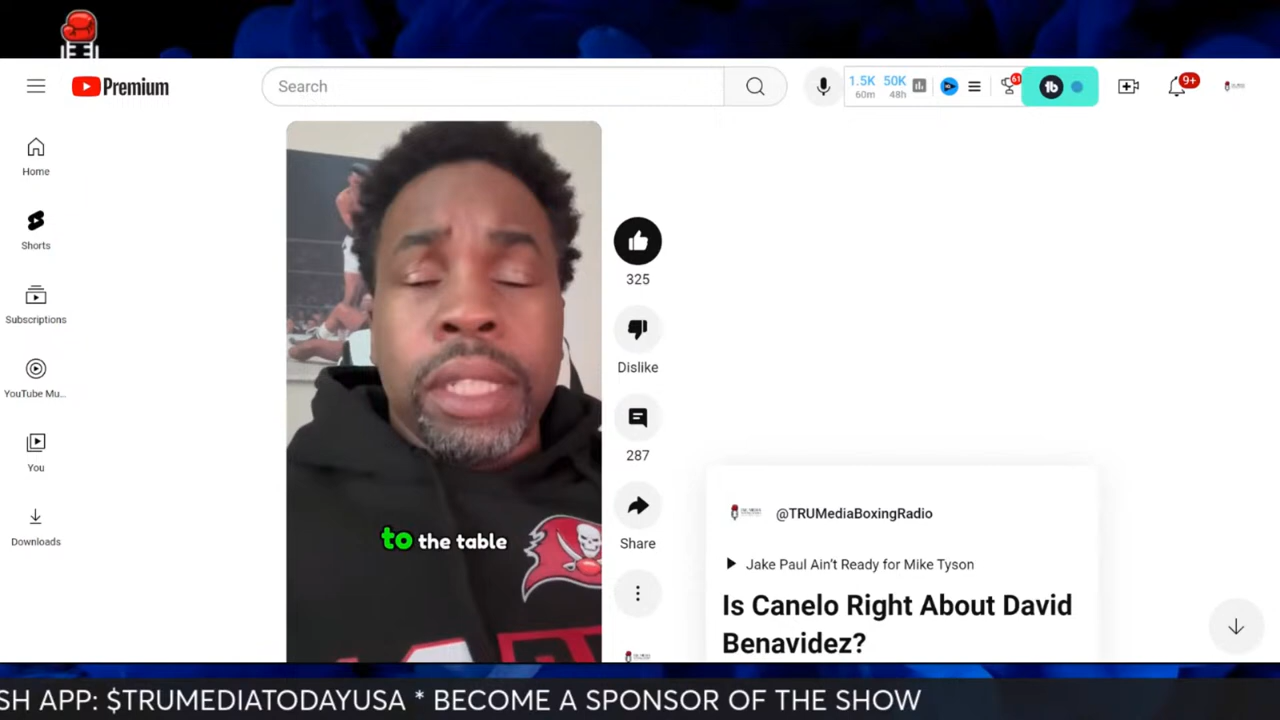 Premium
Search
1.5K 50K
60m 48h
61
9+
Home
Shorts
Subscriptions
YouTube Mu...
You
Downloads
325
Dislike
287
Share
to the table
@TRUMediaBoxingRadio
Jake Paul Ain't Ready for Mike Tyson
Is Canelo Right About David
Benavidez?
SH APP: $TRUMEDIATODAYUSA * BECOME A SPONSOR OF THE SHOW